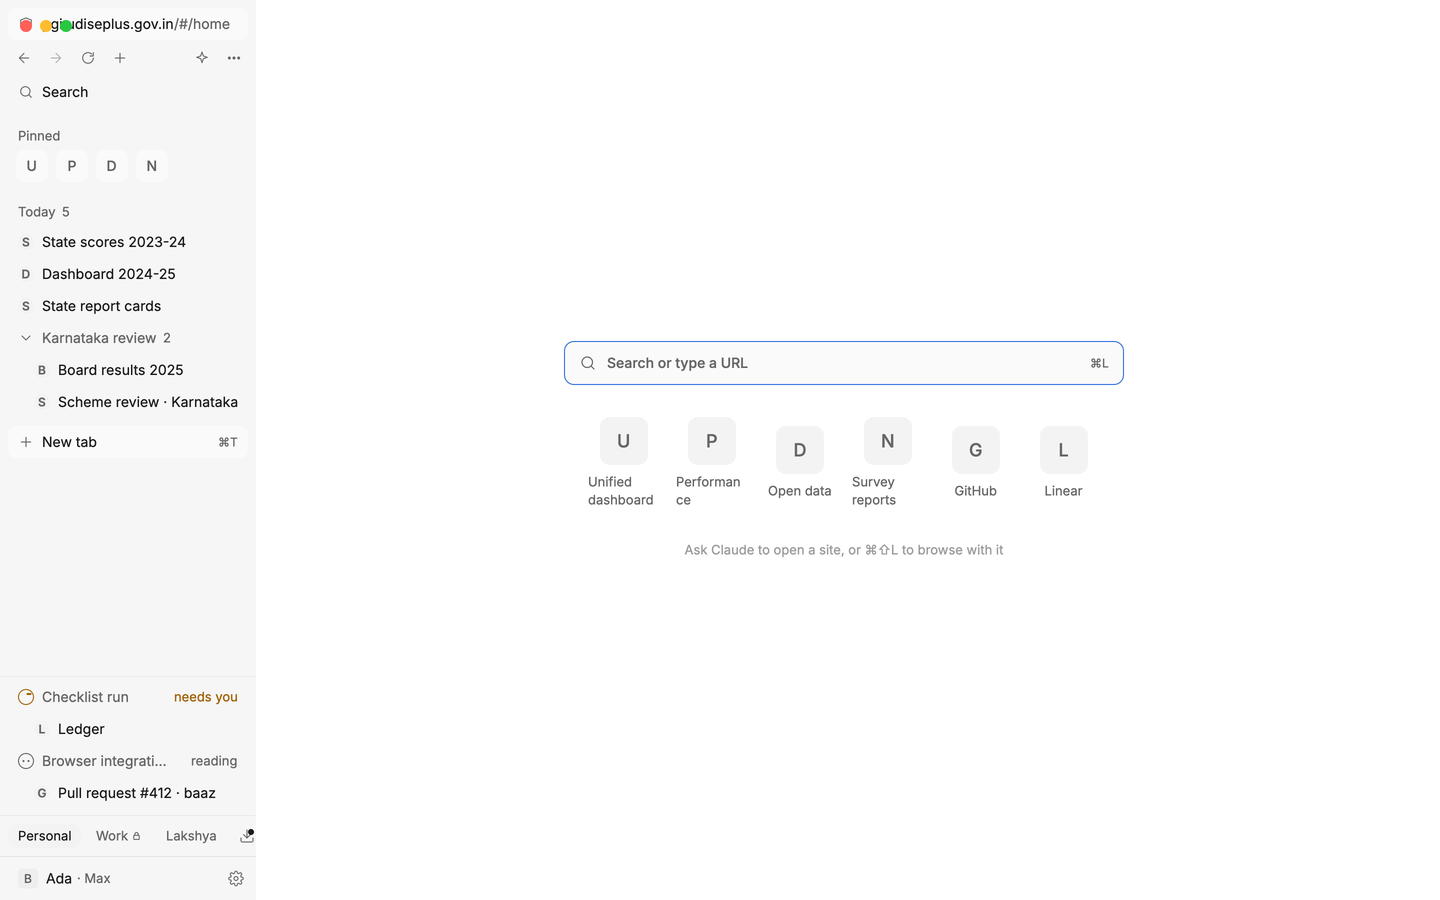 giudiseplus.gov.in/#/home
Search
Pinned
U P D N
Today 5
S State scores 2023-24
D Dashboard 2024-25
S State report cards
Karnataka review 2
B Board results 2025
S Scheme review · Karnataka
New tab ⌘T
Checklist run needs you
L Ledger
Browser integrati... reading
G Pull request #412 · baaz
Personal Work Lakshya
B Ada · Max
Search or type a URL ⌘L
U P D N G L
Unified dashboard
Performan
ce
Open data
Survey reports
GitHub
Linear
Ask Claude to open a site, or ⌘⇧L to browse with it